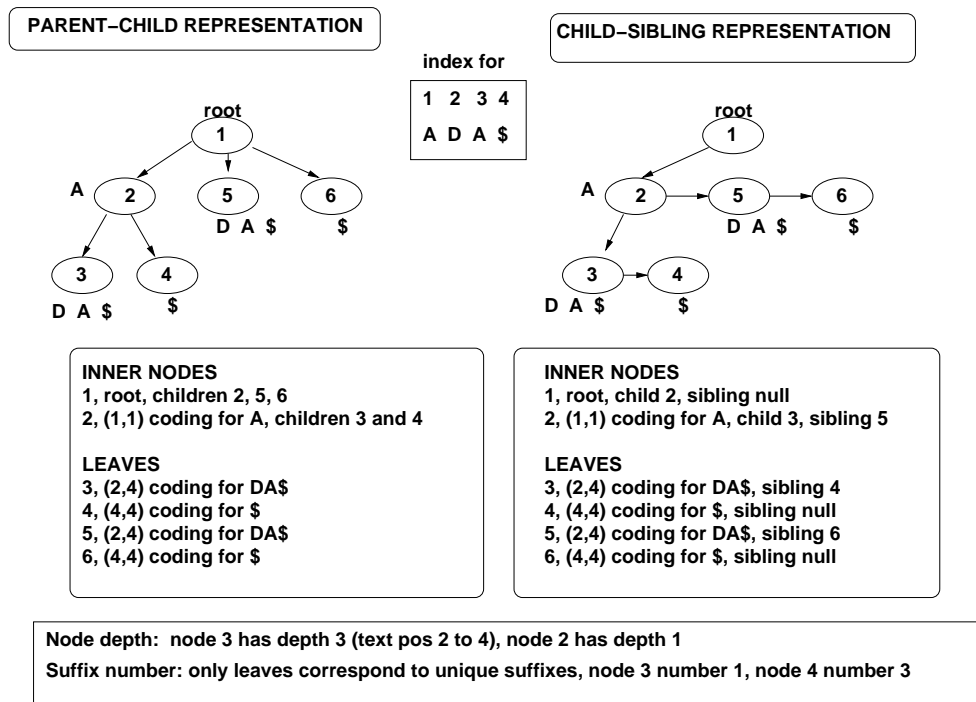 PARENT–CHILD REPRESENTATION
CHILD–SIBLING REPRESENTATION
index for
1 2 3 4
A D A $
root
1
A
2
5
6
D A $
$
3
4
D A $
$
root
1
A
2
5
6
D A $
$
3
4
D A $
$
INNER NODES
1, root, children 2, 5, 6
2, (1,1) coding for A, children 3 and 4
LEAVES
3, (2,4) coding for DA$
4, (4,4) coding for $
5, (2,4) coding for DA$
6, (4,4) coding for $
INNER NODES
1, root, child 2, sibling null
2, (1,1) coding for A, child 3, sibling 5
LEAVES
3, (2,4) coding for DA$, sibling 4
4, (4,4) coding for $, sibling null
5, (2,4) coding for DA$, sibling 6
6, (4,4) coding for $, sibling null
Node depth: node 3 has depth 3 (text pos 2 to 4), node 2 has depth 1
Suffix number: only leaves correspond to unique suffixes, node 3 number 1, node 4 number 3